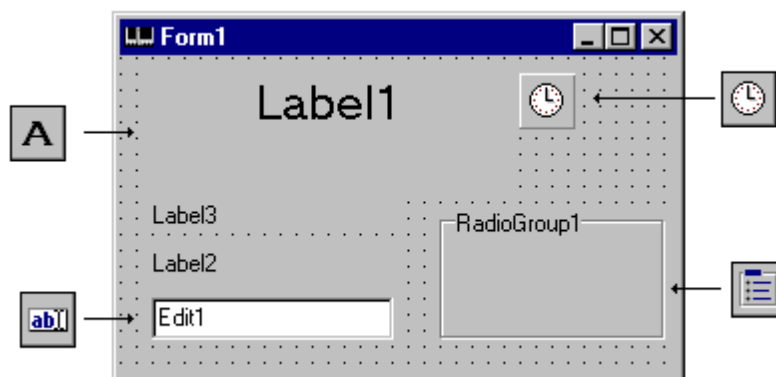 Form1
Label1
A
Label3
RadioGroup1
Label2
ab
Edit1